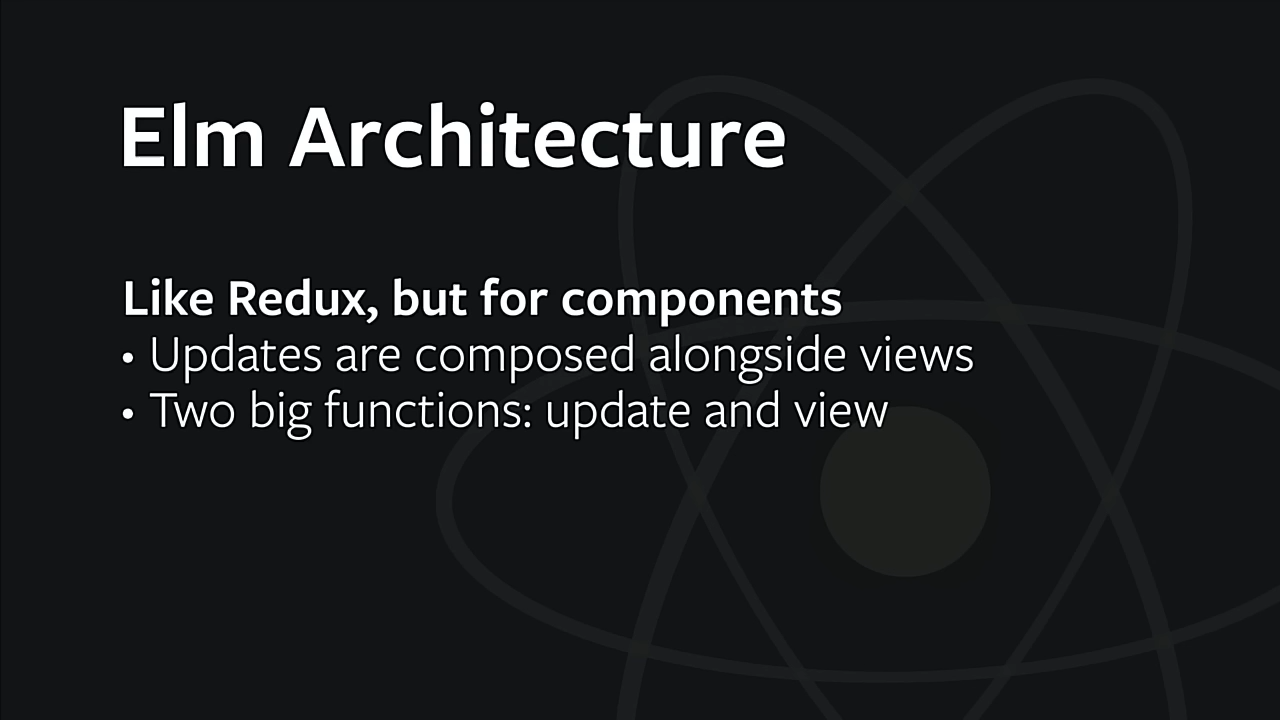 Elm Architecture
Like Redux, but for components
• Updates are composed alongside views
• Two big functions: update and view